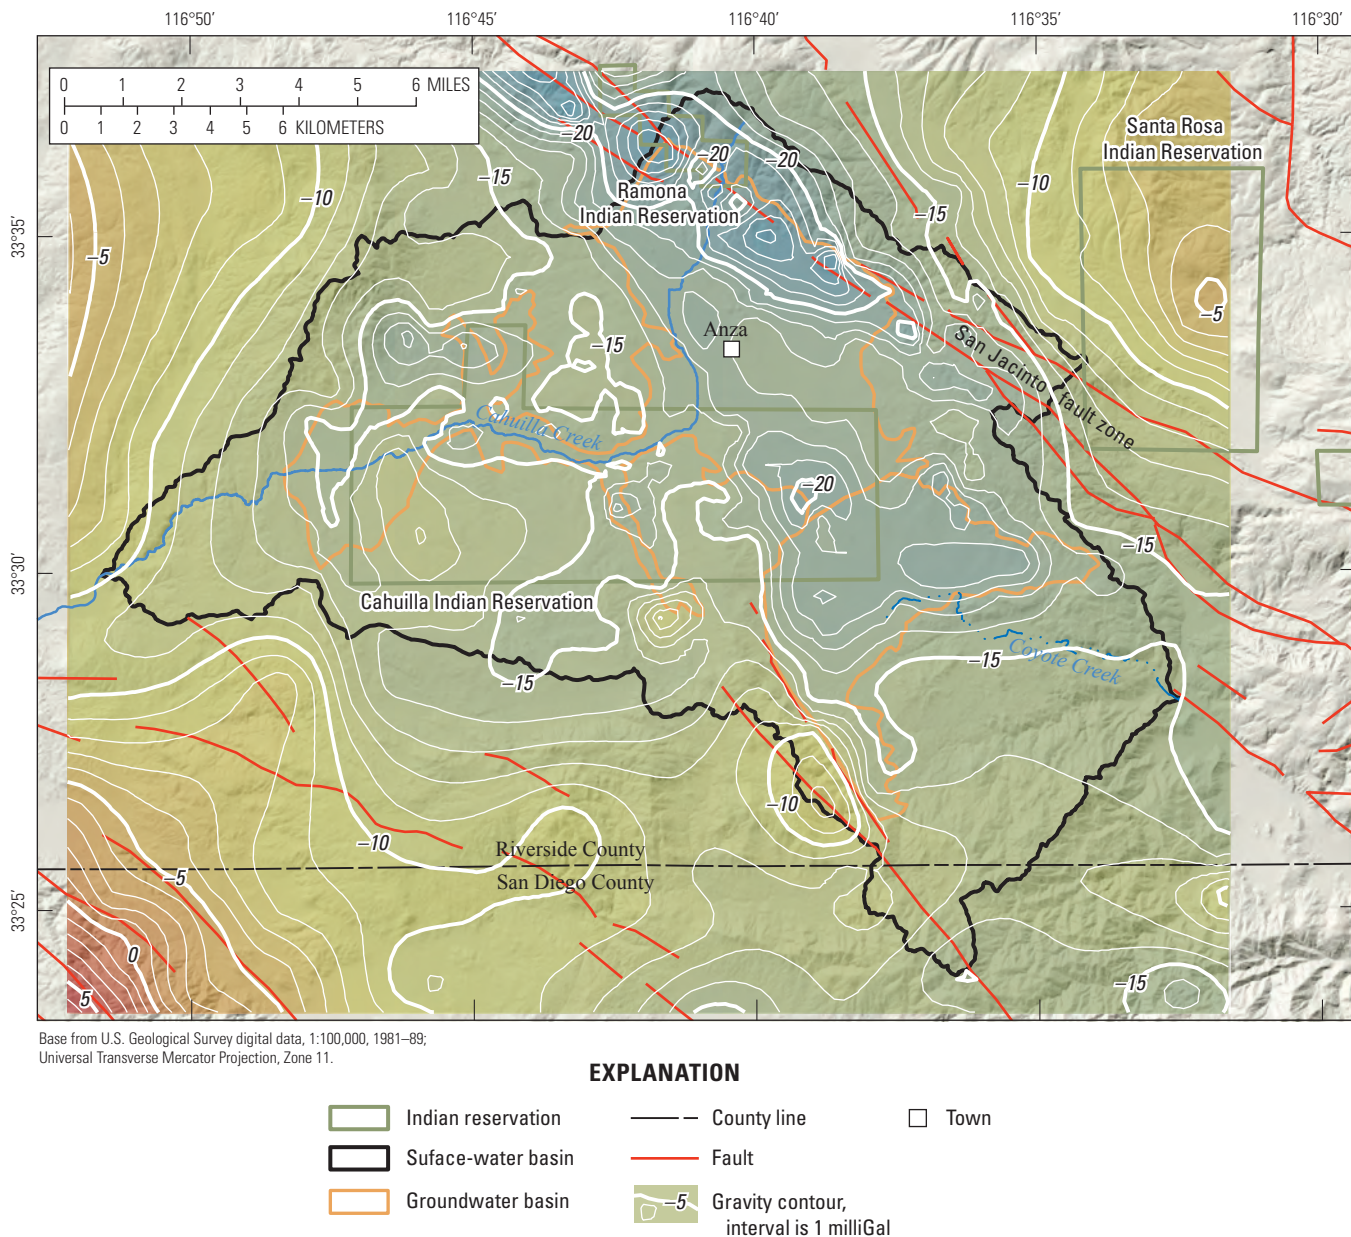 116°50′
116°45′
116°40′
116°35′
116°30′
0 1 2 3 4 5 6 MILES
0 1 2 3 4 5 6 KILOMETERS
33°35′
33°30′
33°25′
–20
–20
–20
–15
–10
–5
–15
–10
–5
Santa Rosa
Indian Reservation
Ramona
Indian Reservation
Anza
–15
San Jacinto fault zone
Cahuilla Creek
–20
–15
Cahuilla Indian Reservation
–15
–15
Coyote Creek
–10
–10
Riverside County
San Diego County
–5
0
5
–15
Base from U.S. Geological Survey digital data, 1:100,000, 1981–89;
Universal Transverse Mercator Projection, Zone 11.
EXPLANATION
Indian reservation
Suface-water basin
Groundwater basin
County line
Fault
–5
Gravity contour,
interval is 1 milliGal
Town